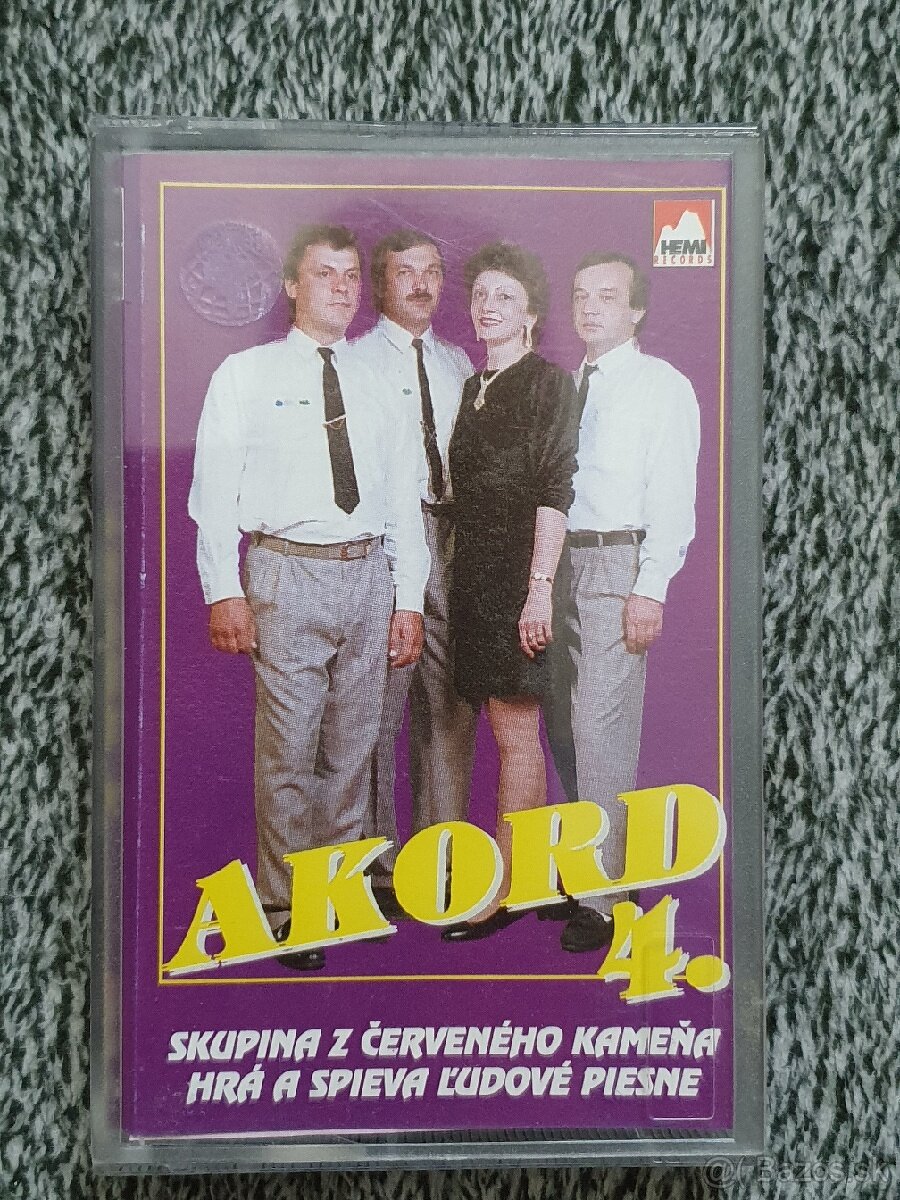 HEMI
RECORDS
AKORD
4.
SKUPINA Z ČERVENÉHO KAMEŇA
HRÁ A SPIEVA ĽUDOVÉ PIESNE
@ Bazos.sk